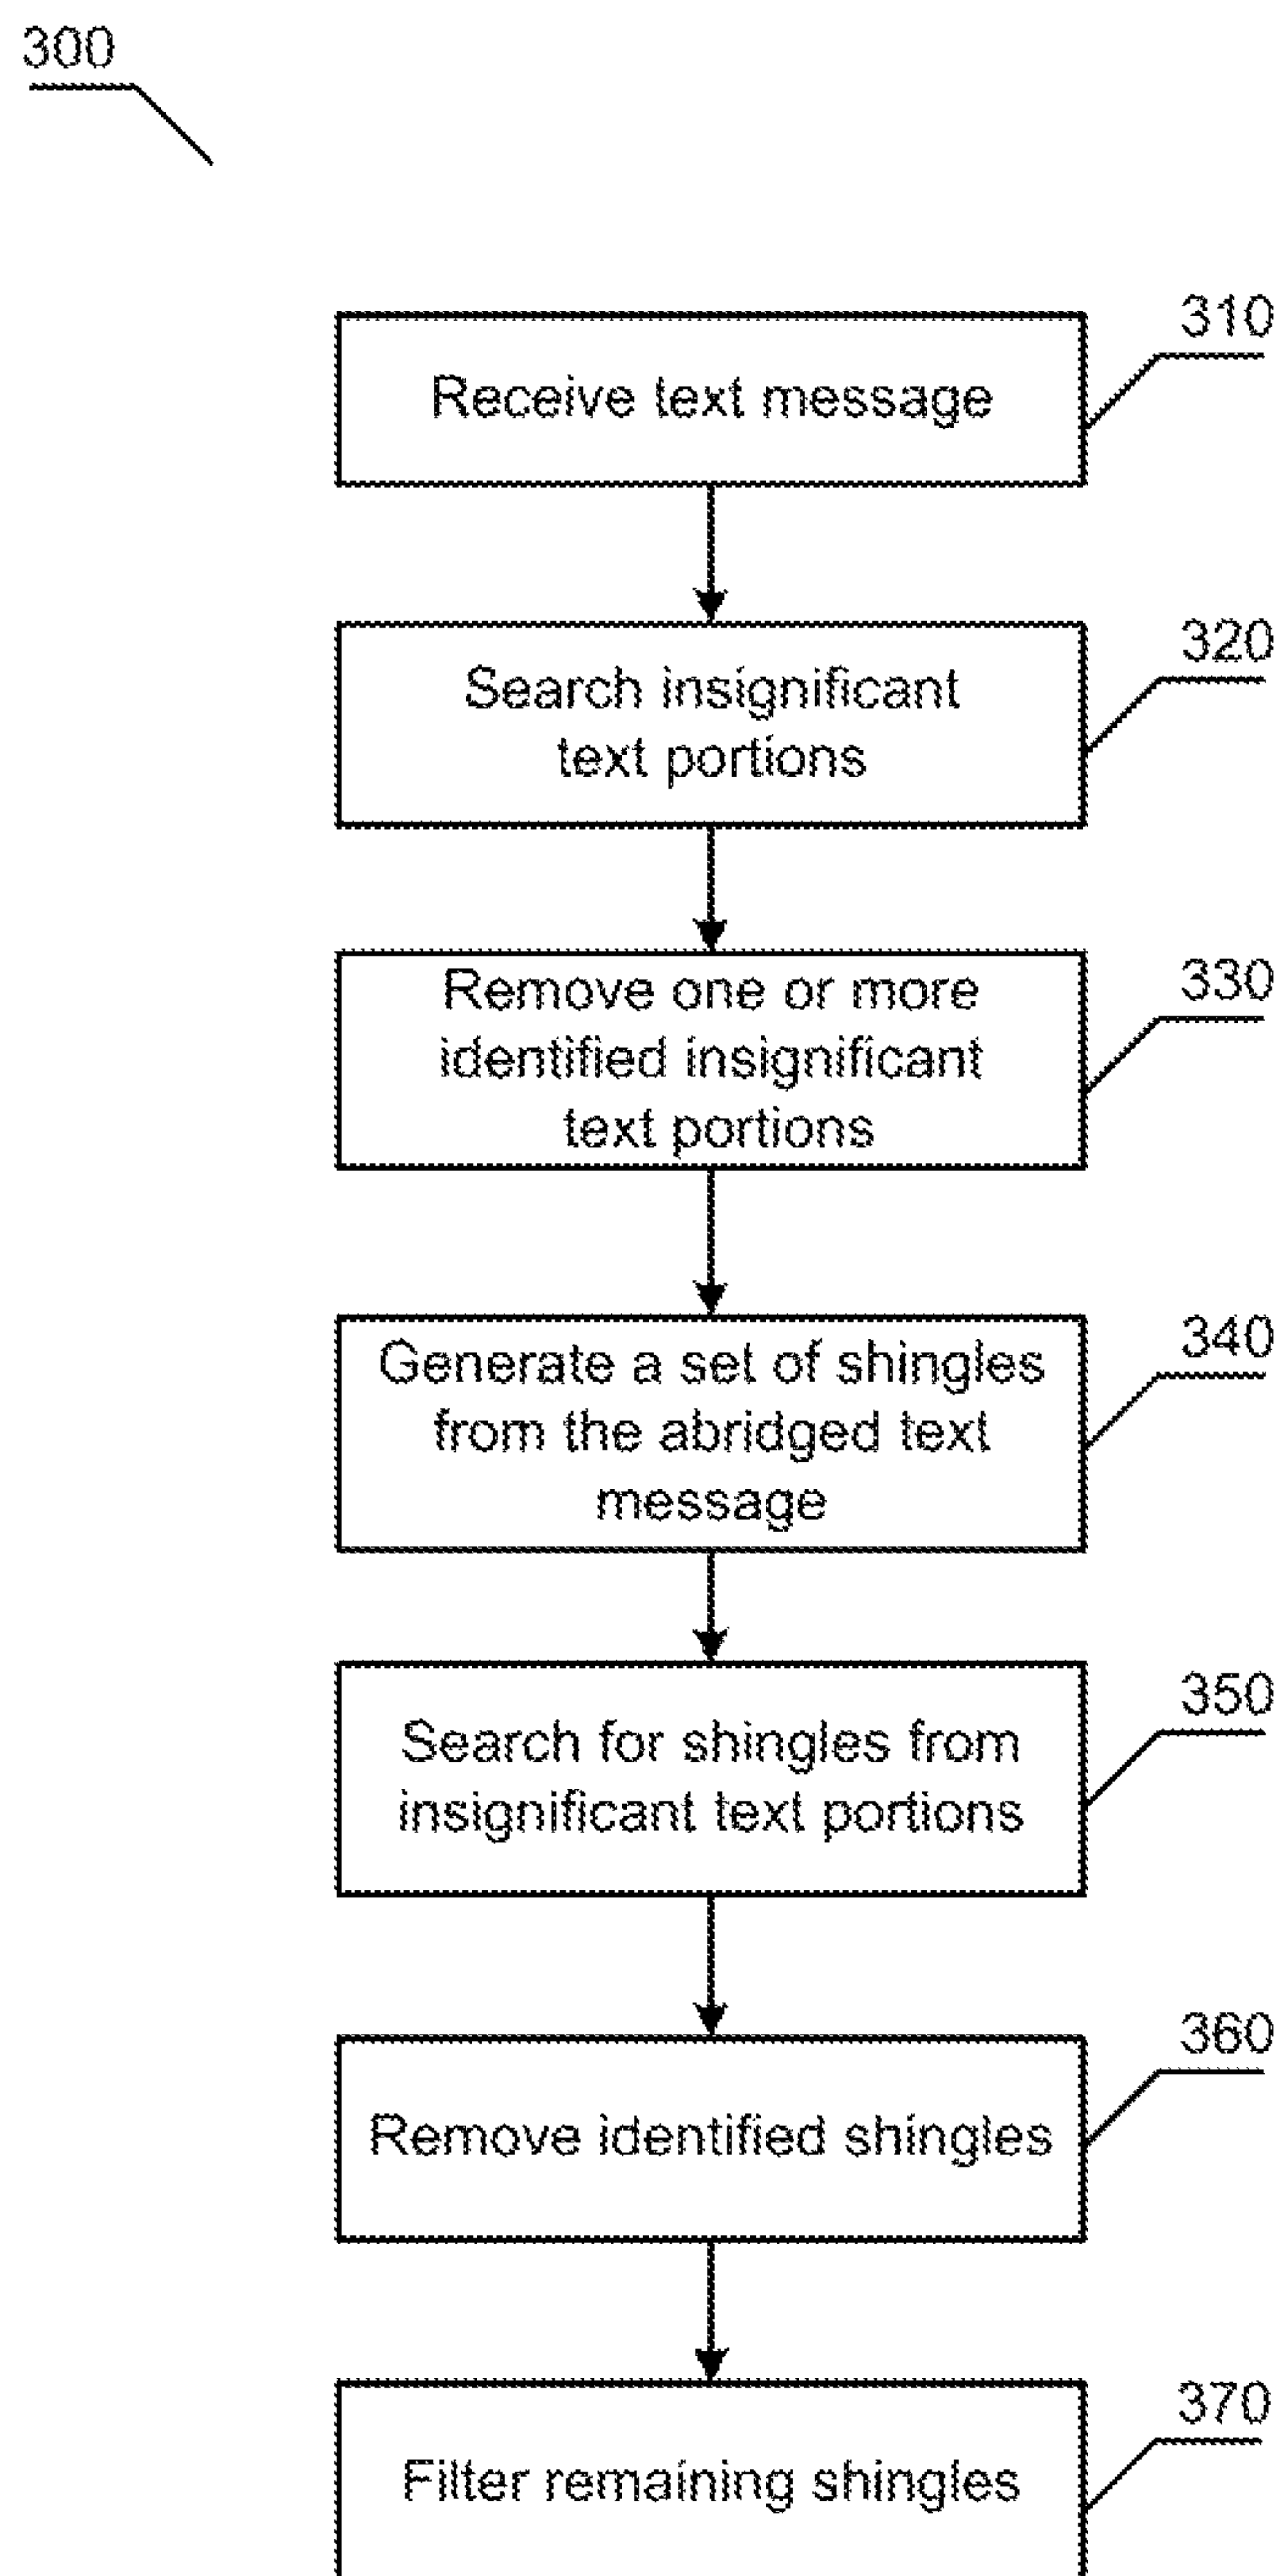 300
310
Receive text message
320
Search insignificant
text portions
330
Remove one or more
identified insignificant
text portions
340
Generate a set of shingles
from the abridged text
message
350
Search for shingles from
insignificant text portions
360
Remove identified shingles
370
Filter remaining shingles